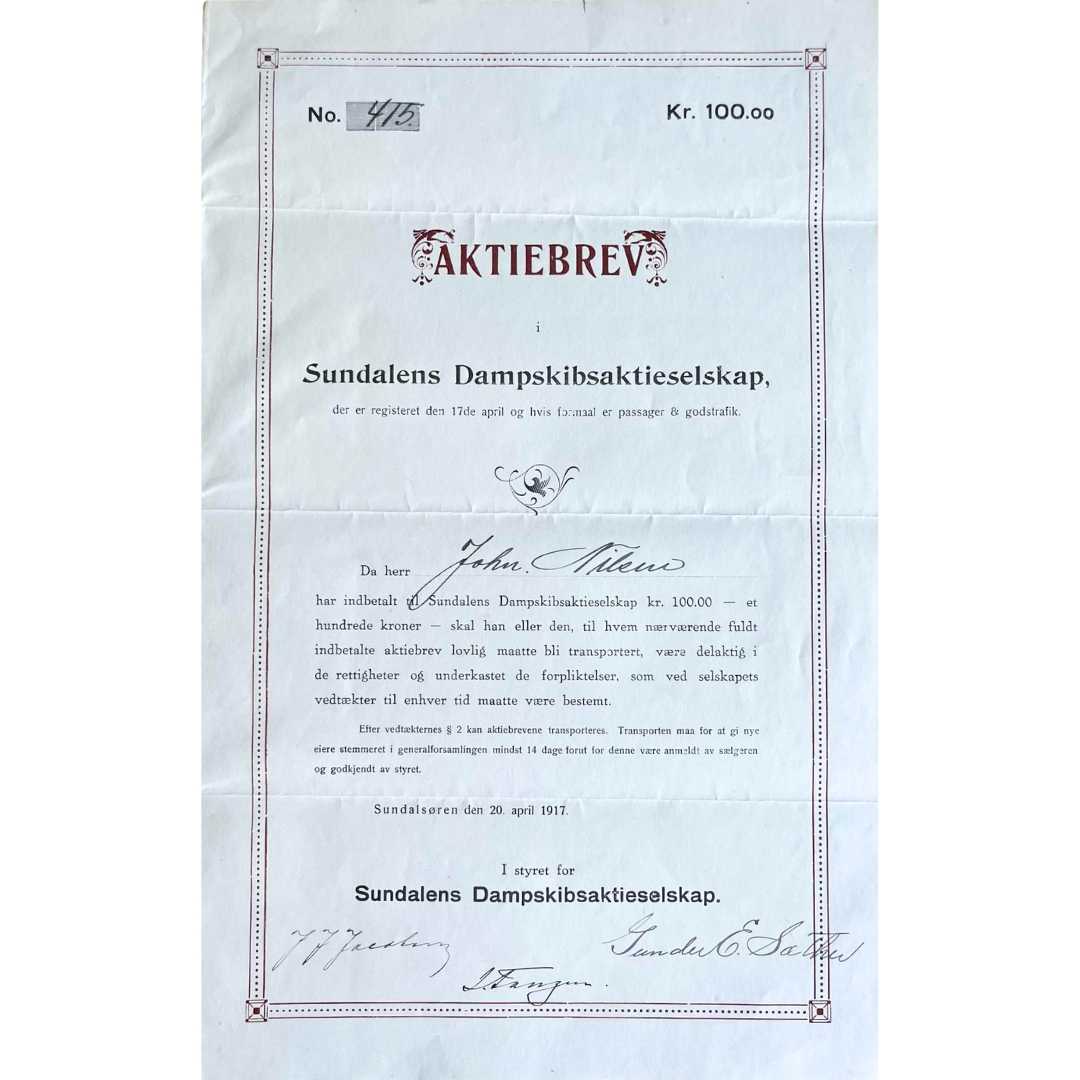 No. 415.
Kr. 100.00
AKTIEBREV
i
Sundalens Dampskibsaktieselskap,
der er registeret den 17de april og hvis formaal er passager & godstrafik.
Da herr John. Nilsen
har indbetalt til Sundalens Dampskibsaktieselskap kr. 100.00 — et
hundrede kroner — skal han eller den, til hvem nærværende fuldt
indbetalte aktiebrev lovlig maatte bli transportert, være delaktig i
de rettigheter og underkastet de forpliktelser, som ved selskapets
vedtækter til enhver tid maatte være bestemt.
Efter vedtækternes § 2 kan aktiebrevene transporteres. Transporten maa for at gi nye
eiere stemmeret i generalforsamlingen mindst 14 dage forut for denne være anmeldt av sælgeren
og godkjendt av styret.
Sundalsøren den 20. april 1917.
I styret for
Sundalens Dampskibsaktieselskap.
Gunder E. Sæther